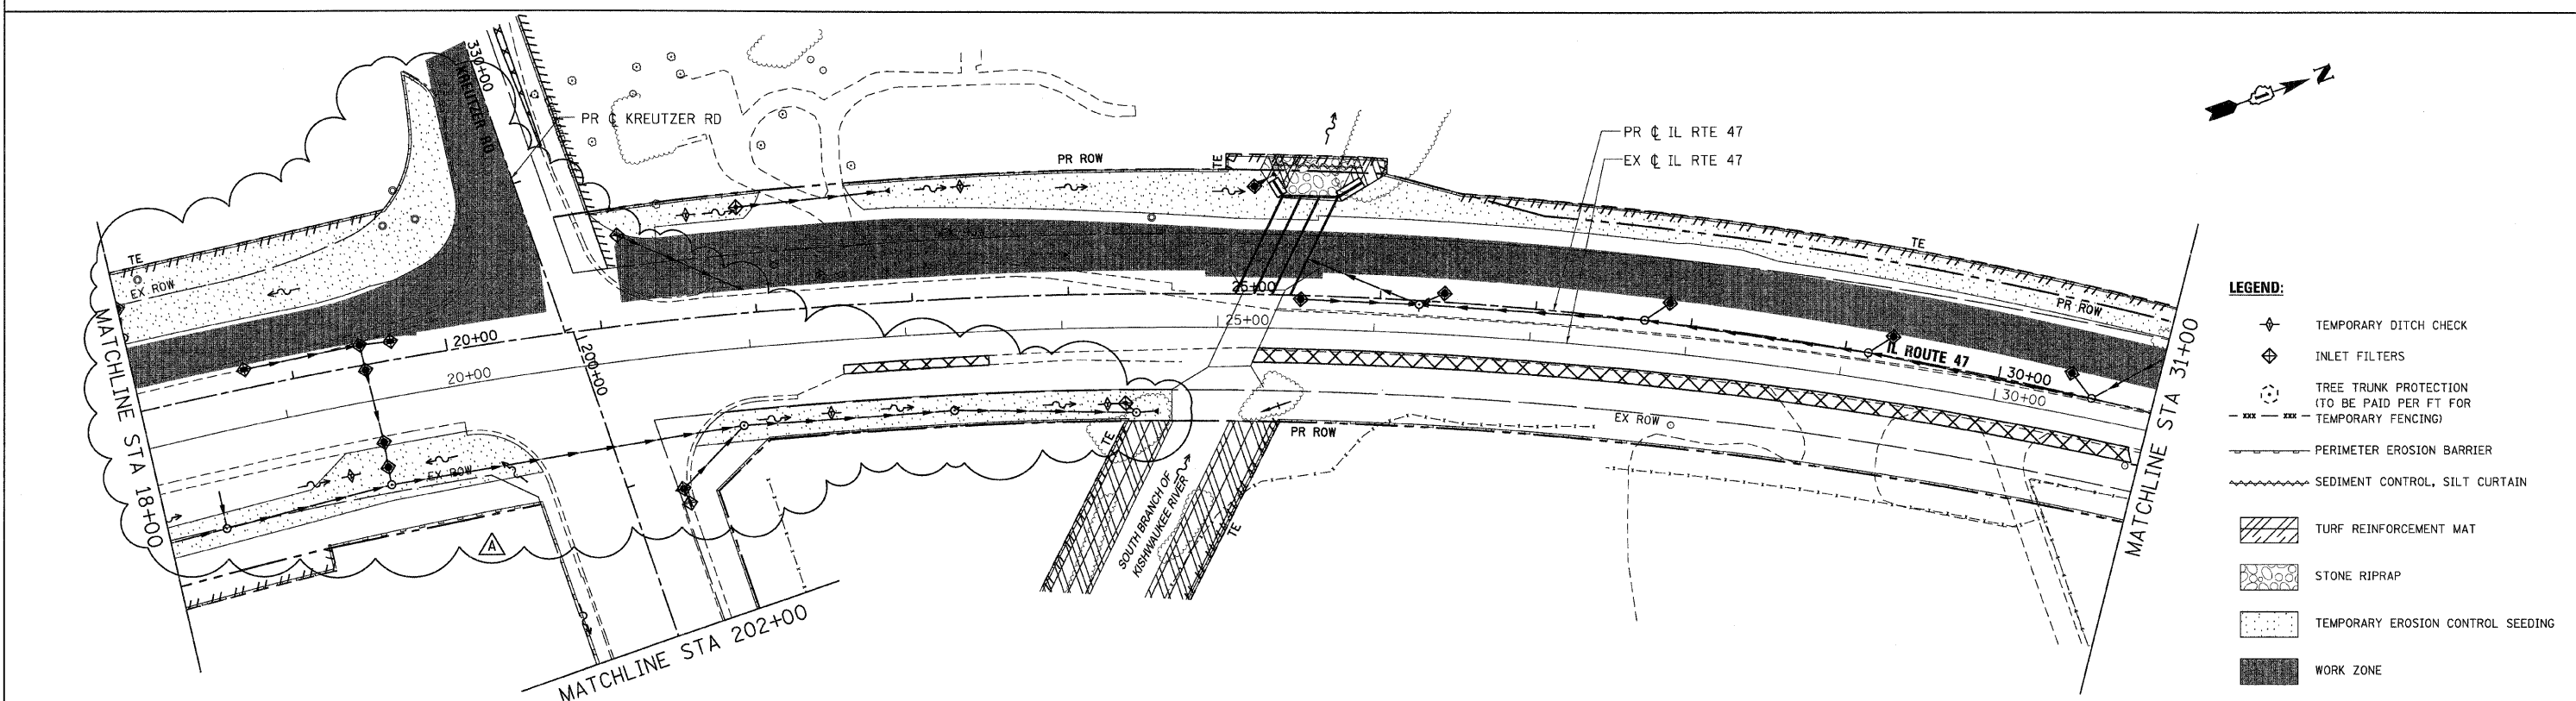 330+00
KREUTZER RD
PR ℄ KREUTZER RD
PR ROW
TE
PR ℄ IL RTE 47
EX ℄ IL RTE 47
N
TE
EX ROW
TE
PR ROW
MATCHLINE STA 18+00
20+00
20+00
200+00
25+00
25+00
IL ROUTE 47
30+00
30+00
MATCHLINE STA 31+00
EX ROW
A
TE
PR ROW
EX ROW
SOUTH BRANCH OF
KISHWAUKEE RIVER
TE
MATCHLINE STA 202+00
LEGEND:
TEMPORARY DITCH CHECK
INLET FILTERS
TREE TRUNK PROTECTION
(TO BE PAID PER FT FOR
TEMPORARY FENCING)
XXX XXX
PERIMETER EROSION BARRIER
SEDIMENT CONTROL, SILT CURTAIN
TURF REINFORCEMENT MAT
STONE RIPRAP
TEMPORARY EROSION CONTROL SEEDING
WORK ZONE